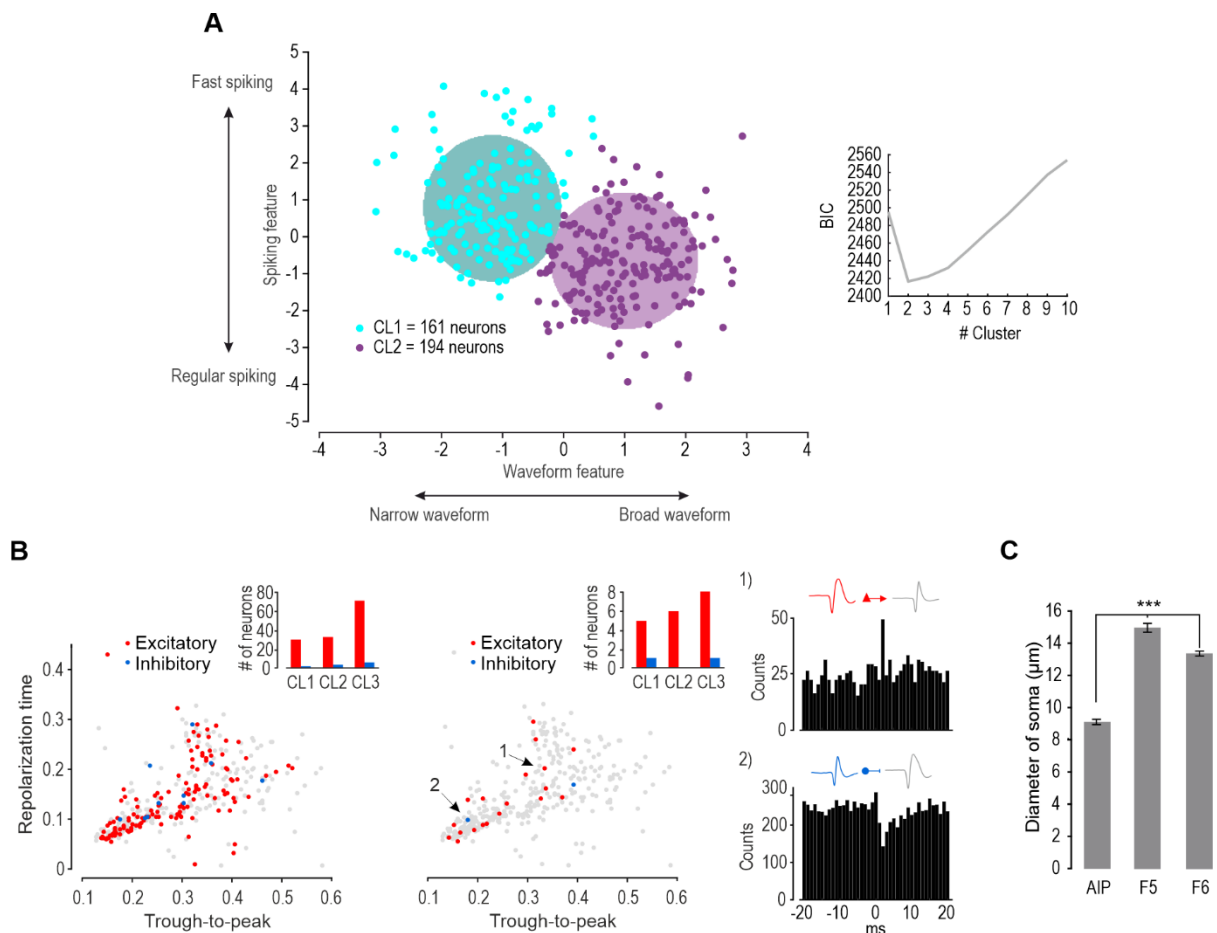 A
5
4
3
2
1
0
-1
-2
-3
-4
-5
Fast spiking
Regular spiking
Spiking feature
CL1 = 161 neurons
CL2 = 194 neurons
-4 -3 -2 -1 0 1 2 3 4
Waveform feature
Narrow waveform Broad waveform
2560
2540
2520
2500
2480
2460
2440
2420
2400
BIC
1 2 3 4 5 6 7 8 9 10
# Cluster
B
Excitatory
Inhibitory
80
60
40
20
0
# of neurons
CL1 CL2 CL3
0.4
0.3
0.2
0.1
0
Repolarization time
0.1 0.2 0.3 0.4 0.5 0.6
Trough-to-peak
Excitatory
Inhibitory
8
6
4
2
0
# of neurons
CL1 CL2 CL3
1
2
0.1 0.2 0.3 0.4 0.5 0.6
Trough-to-peak
1)
50
25
0
Counts
2)
300
200
100
0
Counts
-20 -10 0 10 20
ms
C
16
14
12
10
8
6
4
2
0
Diameter of soma (µm)
***
AIP F5 F6